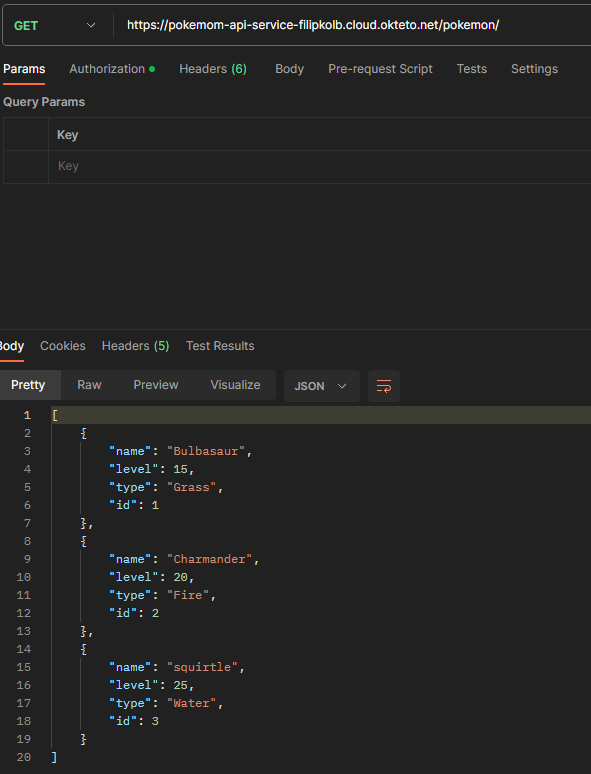 GET https://pokemom-api-service-filipkolb.cloud.okteto.net/pokemon/
Params Authorization Headers (6) Body Pre-request Script Tests Settings
Query Params
Key
Key
Body Cookies Headers (5) Test Results
Pretty Raw Preview Visualize JSON
1 [
2 {
3 "name": "Bulbasaur",
4 "level": 15,
5 "type": "Grass",
6 "id": 1
7 },
8 {
9 "name": "Charmander",
10 "level": 20,
11 "type": "Fire",
12 "id": 2
13 },
14 {
15 "name": "squirtle",
16 "level": 25,
17 "type": "Water",
18 "id": 3
19 }
20 ]